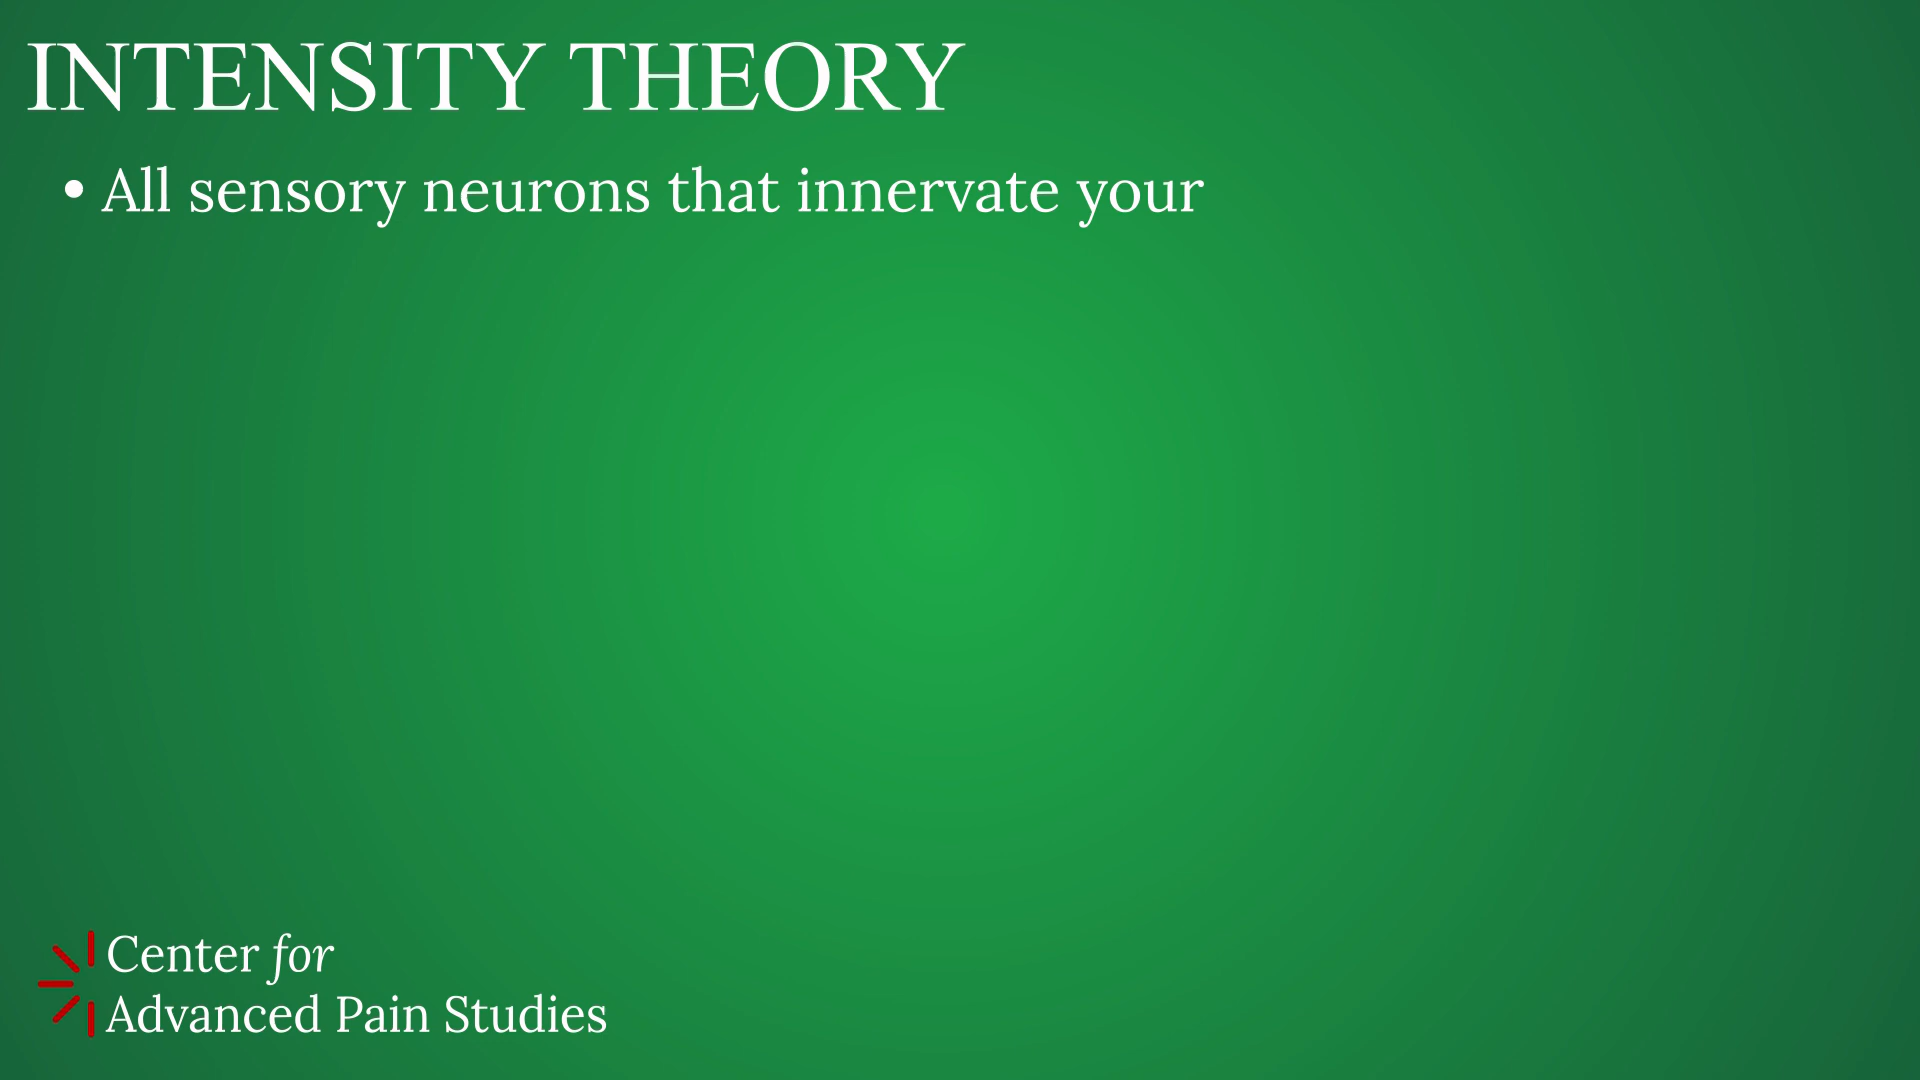 INTENSITY THEORY
• All sensory neurons that innervate your
Center for
Advanced Pain Studies